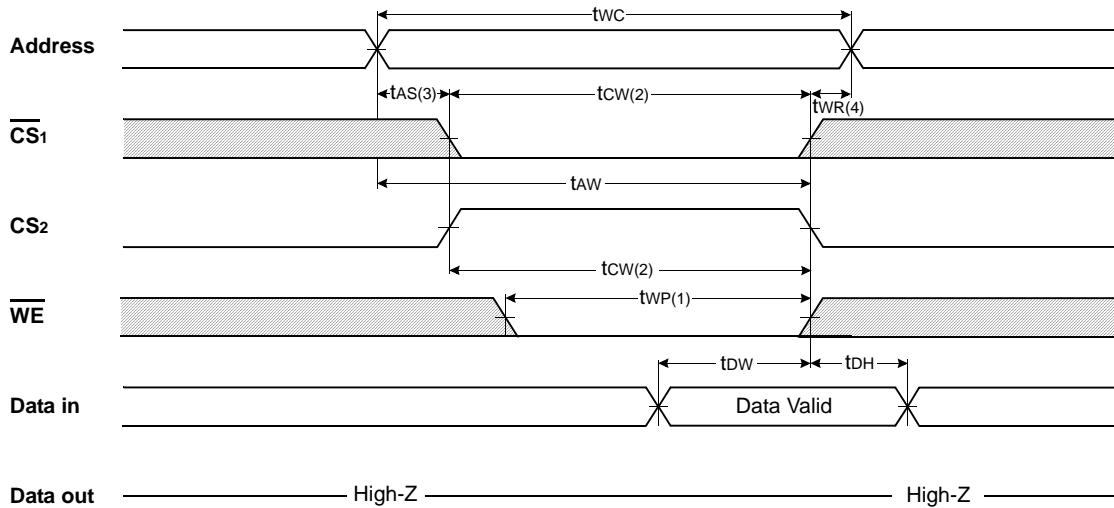 tWC
Address
tAS(3) tCW(2) tWR(4)
CS1
tAW
CS2
tCW(2)
tWP(1)
WE
tDW tDH
Data in Data Valid
Data out High-Z High-Z